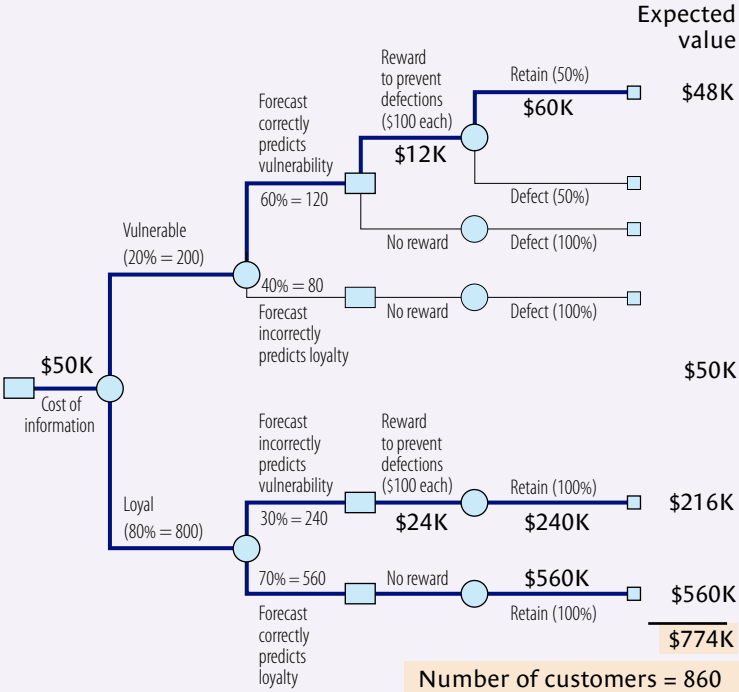 Expected
value
Reward
to prevent
defections
($100 each)
Retain (50%)
$48K
$60K
Forecast
correctly
predicts
vulnerability
$12K
60% = 120
Defect (50%)
Vulnerable
(20% = 200)
No reward
Defect (100%)
40% = 80
No reward
Defect (100%)
Forecast
incorrectly
predicts loyalty
$50K
$50K
Cost of
information
Forecast
incorrectly
predicts
vulnerability
Reward
to prevent
defections
($100 each)
Retain (100%)
$216K
Loyal
(80% = 800)
30% = 240
$24K
$240K
70% = 560
No reward
$560K
$560K
Retain (100%)
Forecast
correctly
predicts
loyalty
$774K
Number of customers = 860